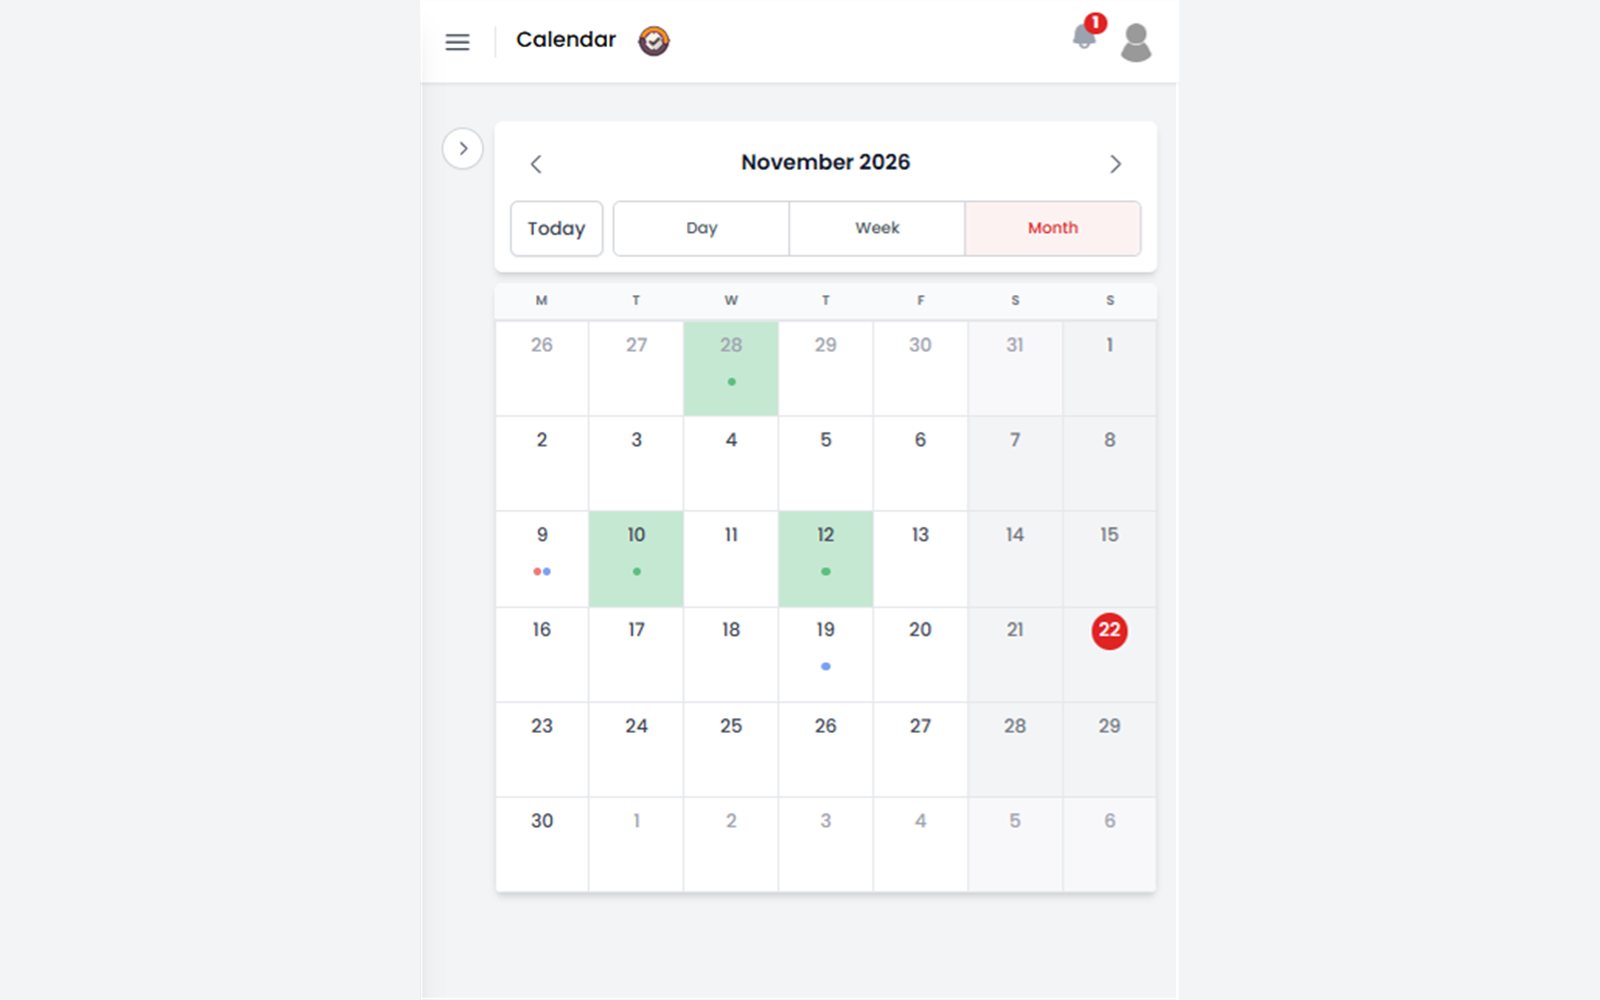 Calendar
1
November 2026
Today Day Week Month
M T W T F S S
26 27 28 29 30 31 1
2 3 4 5 6 7 8
9 10 11 12 13 14 15
16 17 18 19 20 21 22
23 24 25 26 27 28 29
30 1 2 3 4 5 6